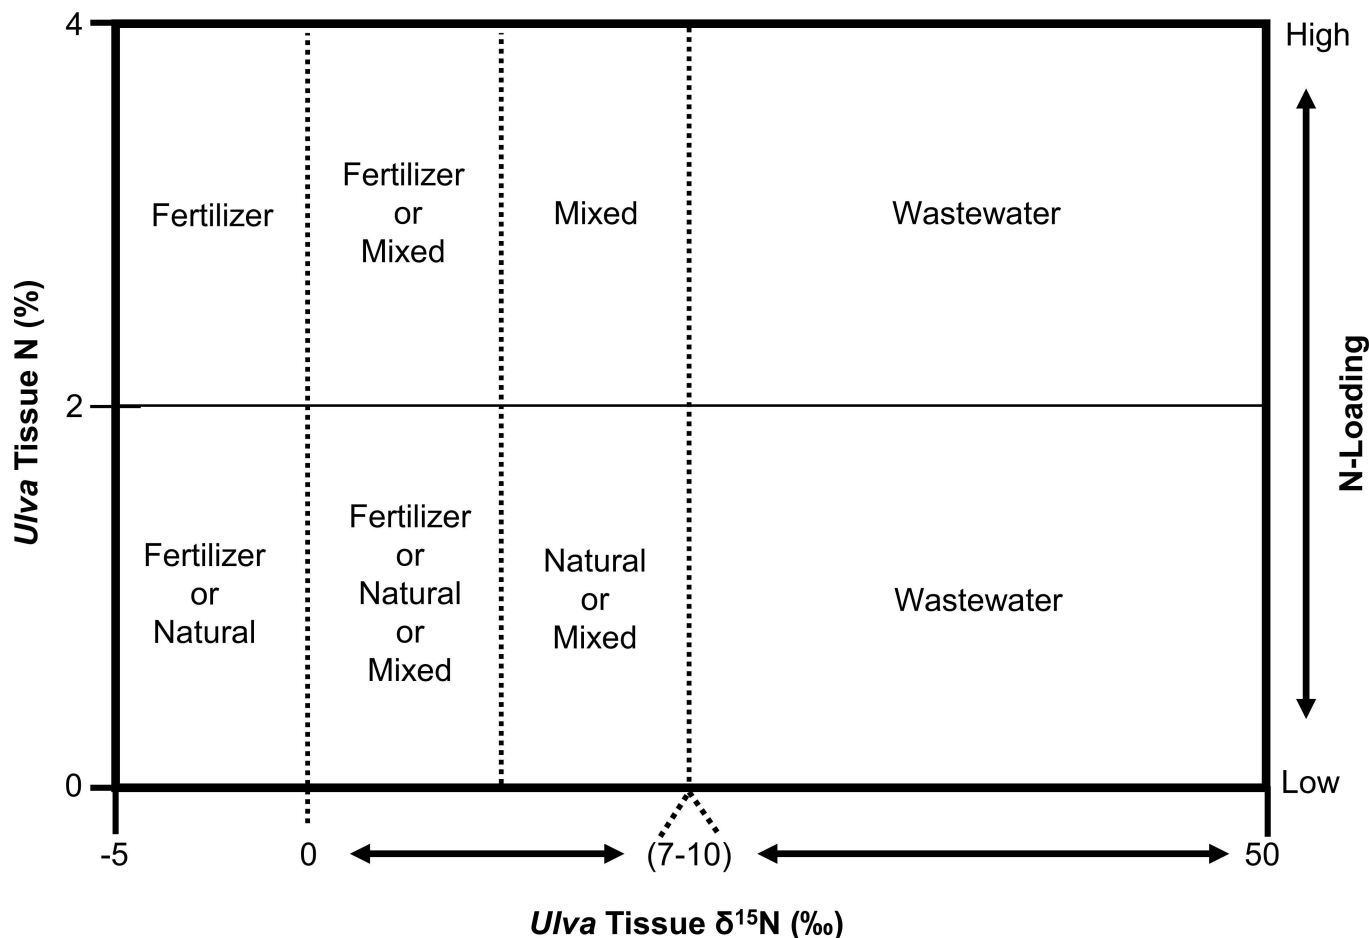 4
High
Fertilizer
Fertilizer
or
Mixed
Mixed
Wastewater
Ulva Tissue N (%)
2
N-Loading
Fertilizer
or
Natural
Fertilizer
or
Natural
or
Mixed
Natural
or
Mixed
Wastewater
0
Low
-5
0
(7-10)
50
Ulva Tissue δ¹⁵N (‰)